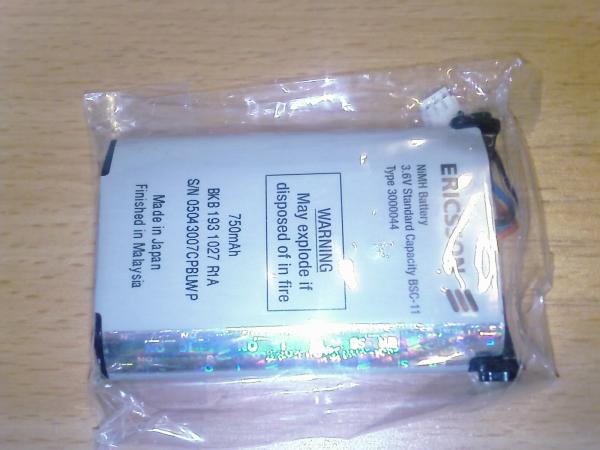 ERICSSON
NiMH Battery
3.6V Standard Capacity BSC-11
Type 3000044
WARNING
May explode if
disposed of in fire
750mAh
BKB 193 1027 R1A
S/N 05043007CPBUWP
Made in Japan
Finished in Malaysia